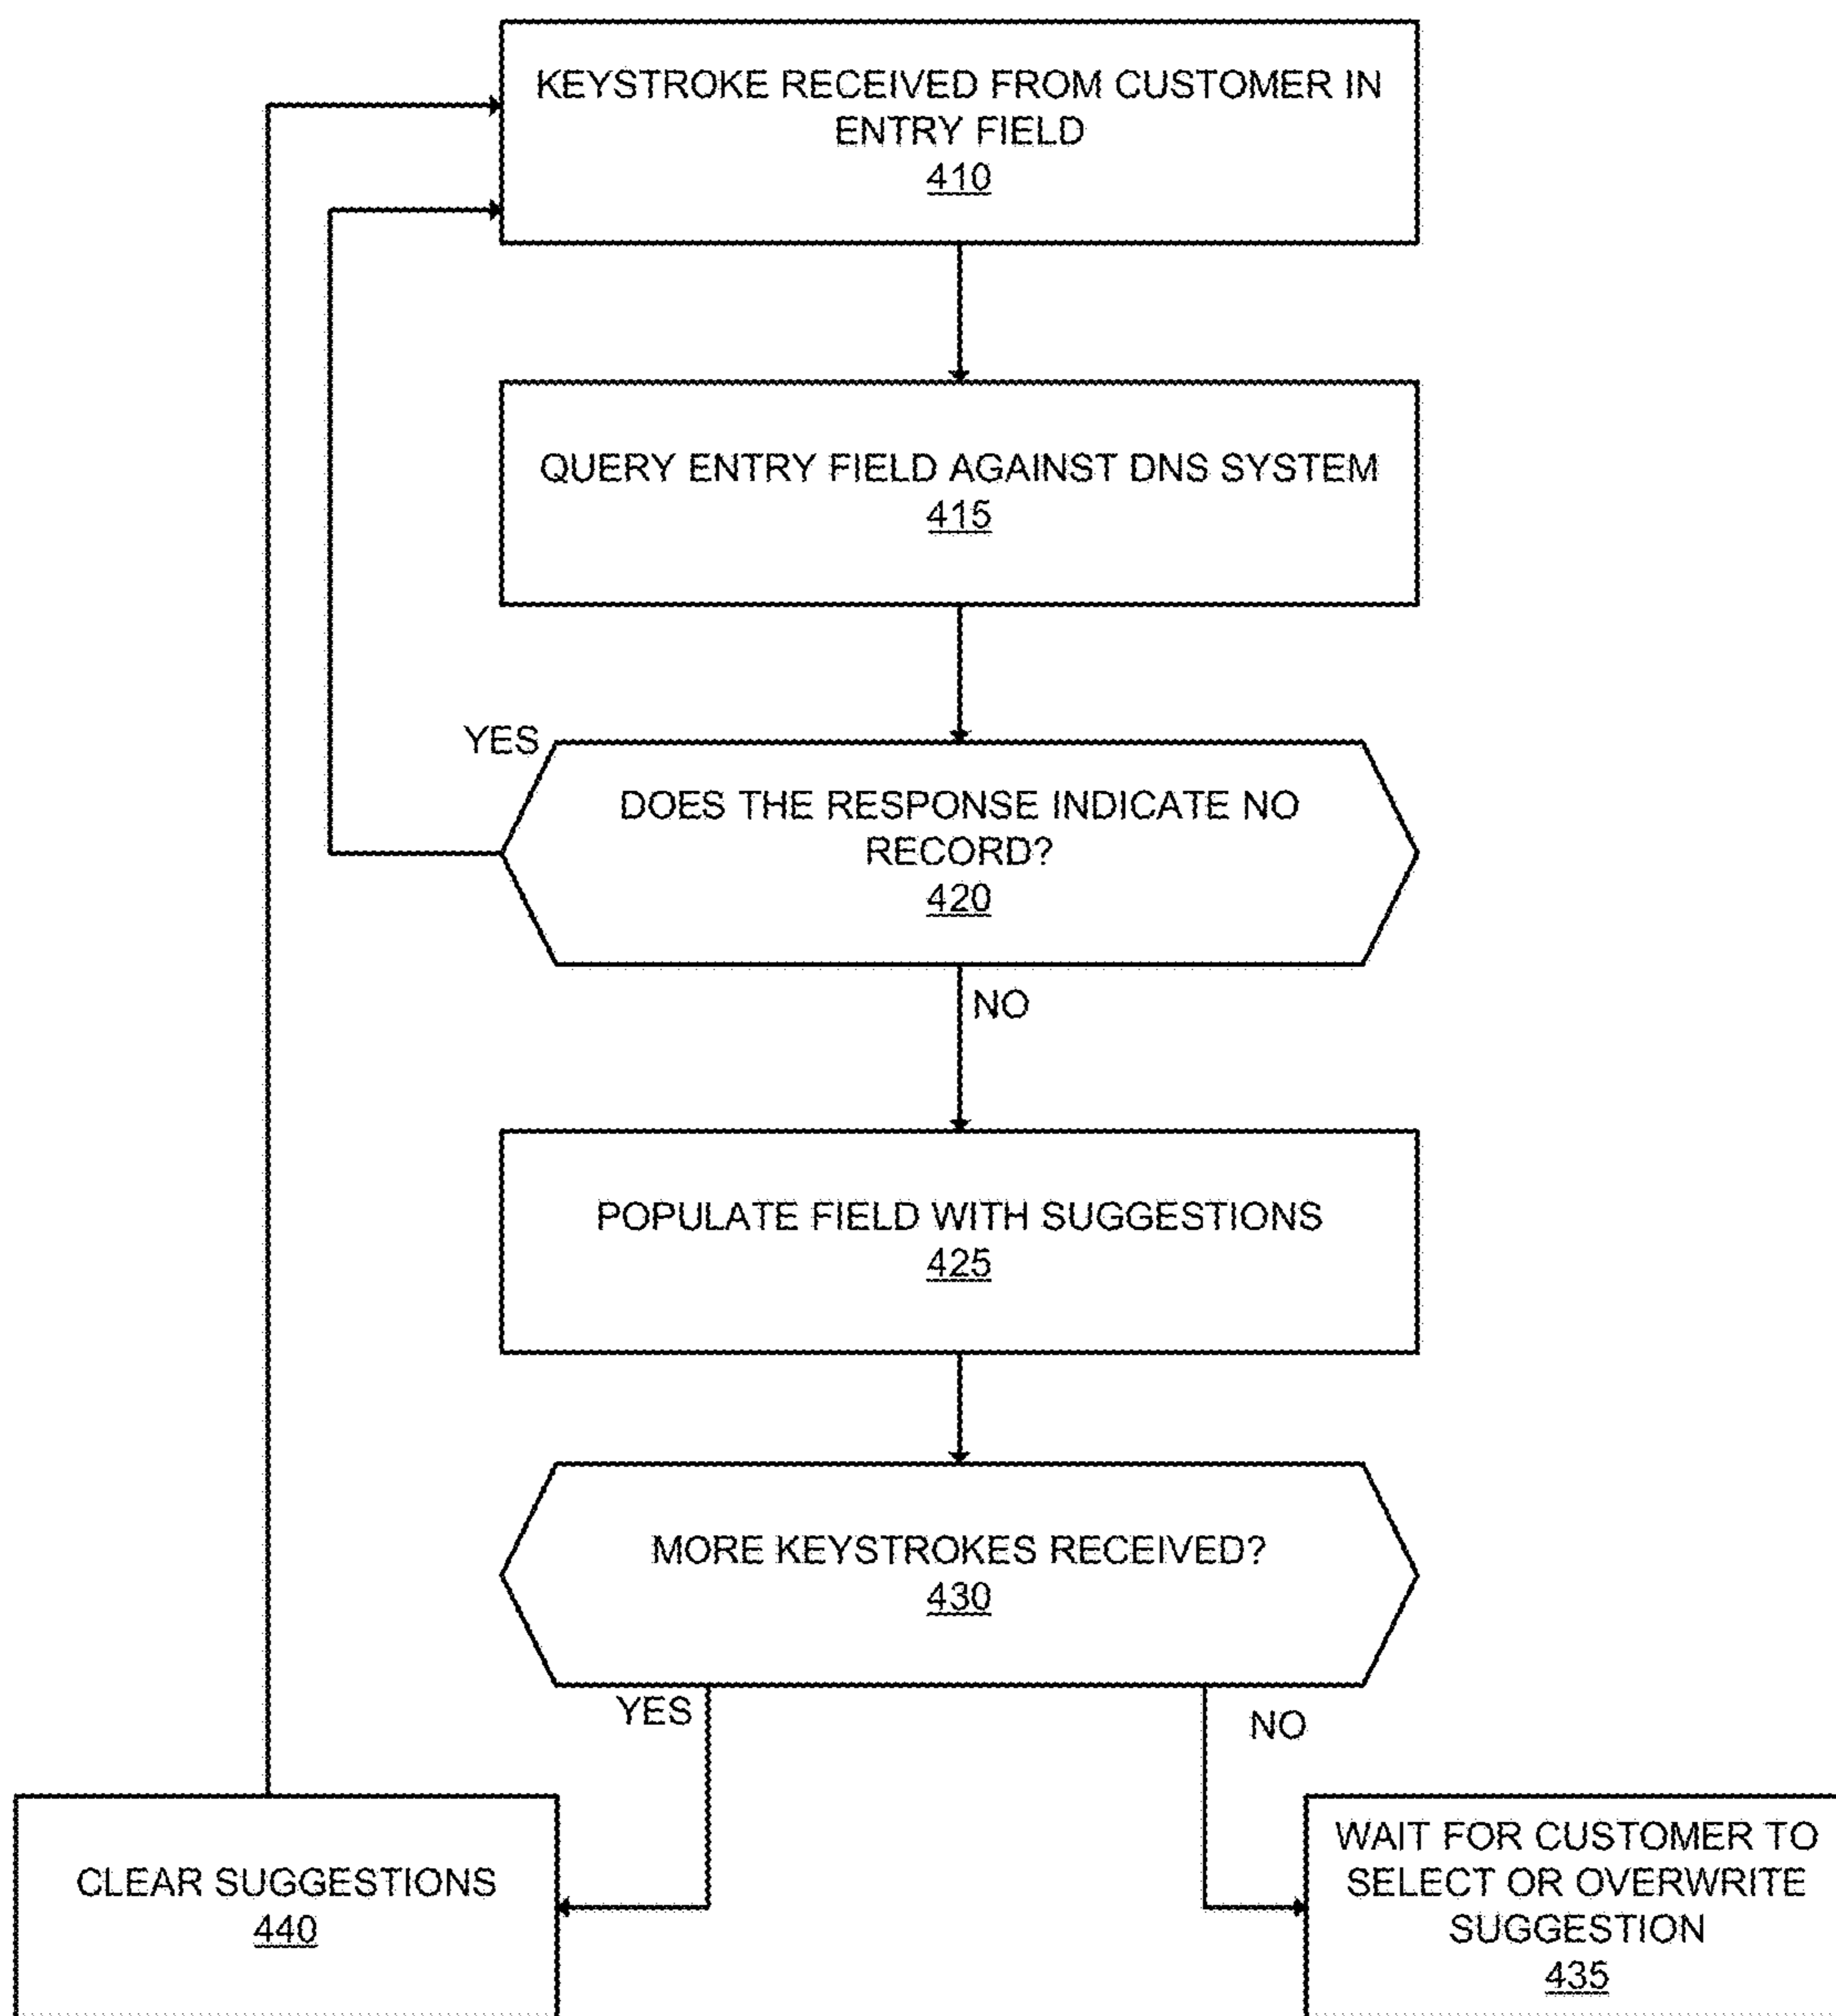 KEYSTROKE RECEIVED FROM CUSTOMER IN
ENTRY FIELD
410
QUERY ENTRY FIELD AGAINST DNS SYSTEM
415
YES
DOES THE RESPONSE INDICATE NO
RECORD?
420
NO
POPULATE FIELD WITH SUGGESTIONS
425
MORE KEYSTROKES RECEIVED?
430
YES
NO
CLEAR SUGGESTIONS
440
WAIT FOR CUSTOMER TO
SELECT OR OVERWRITE
SUGGESTION
435